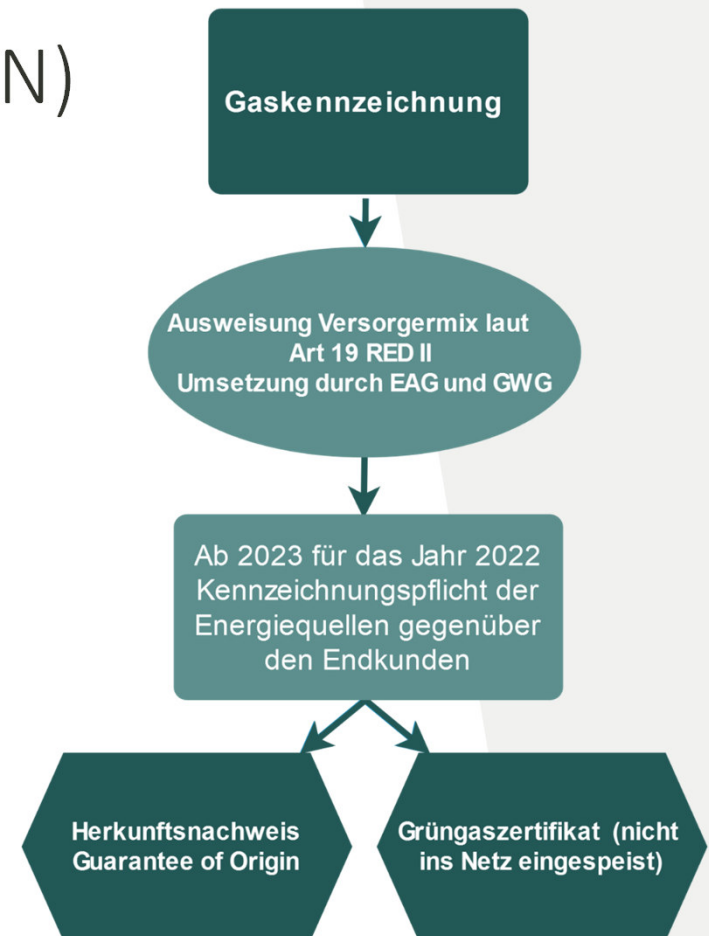 N)
Gaskennzeichnung
Ausweisung Versorgermix laut
Art 19 RED II
Umsetzung durch EAG und GWG
Ab 2023 für das Jahr 2022
Kennzeichnungspflicht der
Energiequellen gegenüber
den Endkunden
Herkunftsnachweis
Guarantee of Origin
Grüngaszertifikat (nicht
ins Netz eingespeist)